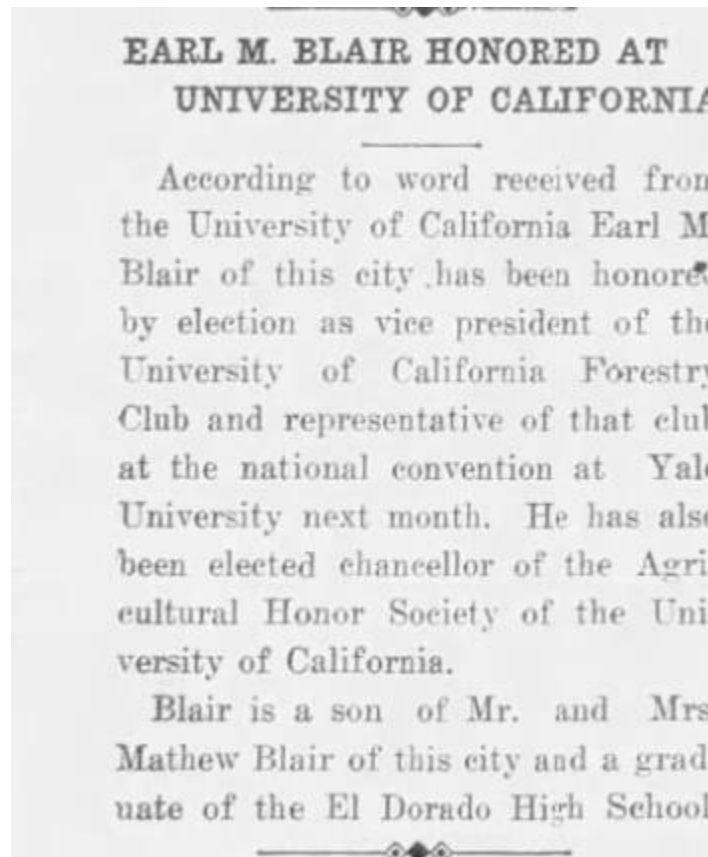 EARL M. BLAIR HONORED AT
UNIVERSITY OF CALIFORNIA
According to word received from
the University of California Earl M
Blair of this city has been honored
by election as vice president of the
University of California Forestry
Club and representative of that club
at the national convention at Yale
University next month. He has also
been elected chancellor of the Agri-
cultural Honor Society of the Uni-
versity of California.
Blair is a son of Mr. and Mrs
Mathew Blair of this city and a grad-
uate of the El Dorado High School